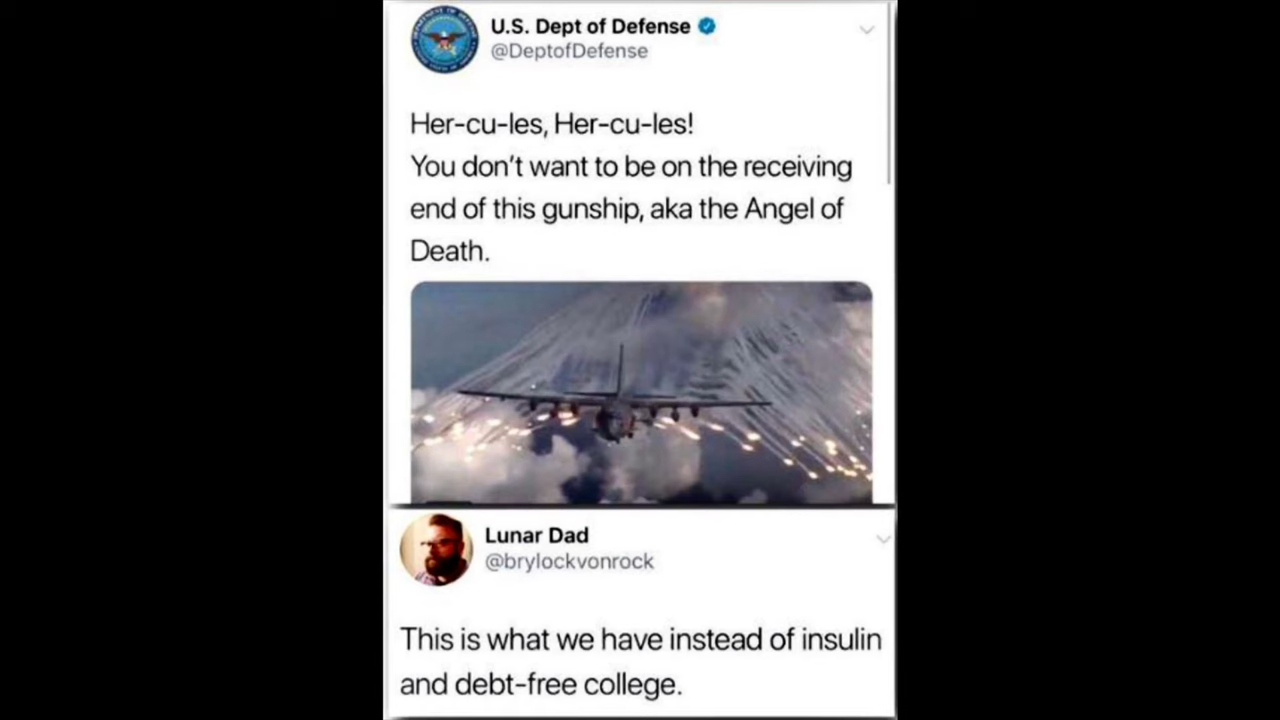 U.S. Dept of Defense
@DeptofDefense
Her-cu-les, Her-cu-les!
You don't want to be on the receiving
end of this gunship, aka the Angel of
Death.
Lunar Dad
@brylockvonrock
This is what we have instead of insulin
and debt-free college.